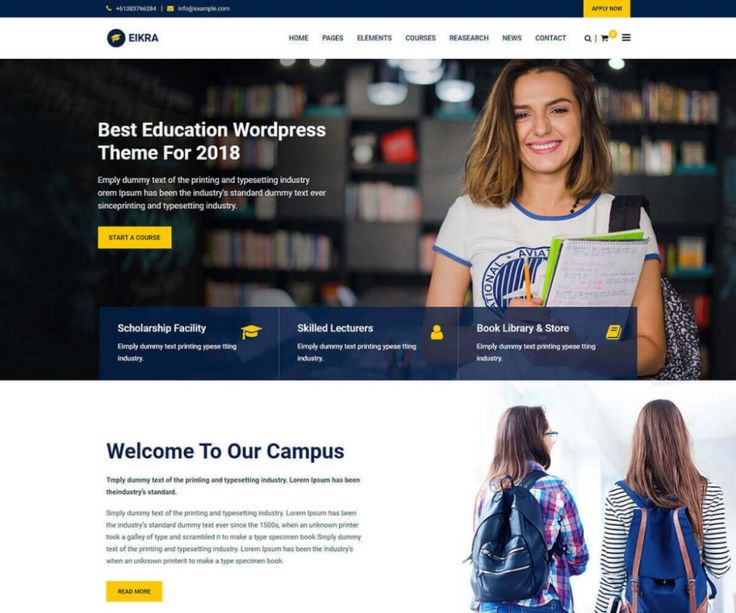 +61383766284 | info@example.com
APPLY NOW
EIKRA
HOME PAGES ELEMENTS COURSES REASEARCH NEWS CONTACT
0
Best Education Wordpress
Theme For 2018
Emply dummy text of the printing and typesetting industry
orem Ipsum has been the industry's standard dummy text ever
sinceprinting and typesetting industry.
START A COURSE
NATIONAL AVIAT
Scholarship Facility
Eimply dummy text printing ypese tting
industry.
Skilled Lecturers
Eimply dummy text printing ypese tting
industry.
Book Library & Store
Eimply dummy text printing ypese tting
industry.
Welcome To Our Campus
Tmply dummy text of the printing and typesetting industry. Lorem Ipsum has been
theindustry's standard.
Smply dummy text of the printing and typesetting industry. Lorem Ipsum has been
the industry's standard dummy text ever since the 1500s, when an unknown printer
took a galley of type and scrambled it to make a type specimen book.Smply dummy
text of the printing and typesetting industry. Lorem Ipsum has been the industry's
when an unknown printerit to make a type specimen book.
READ MORE